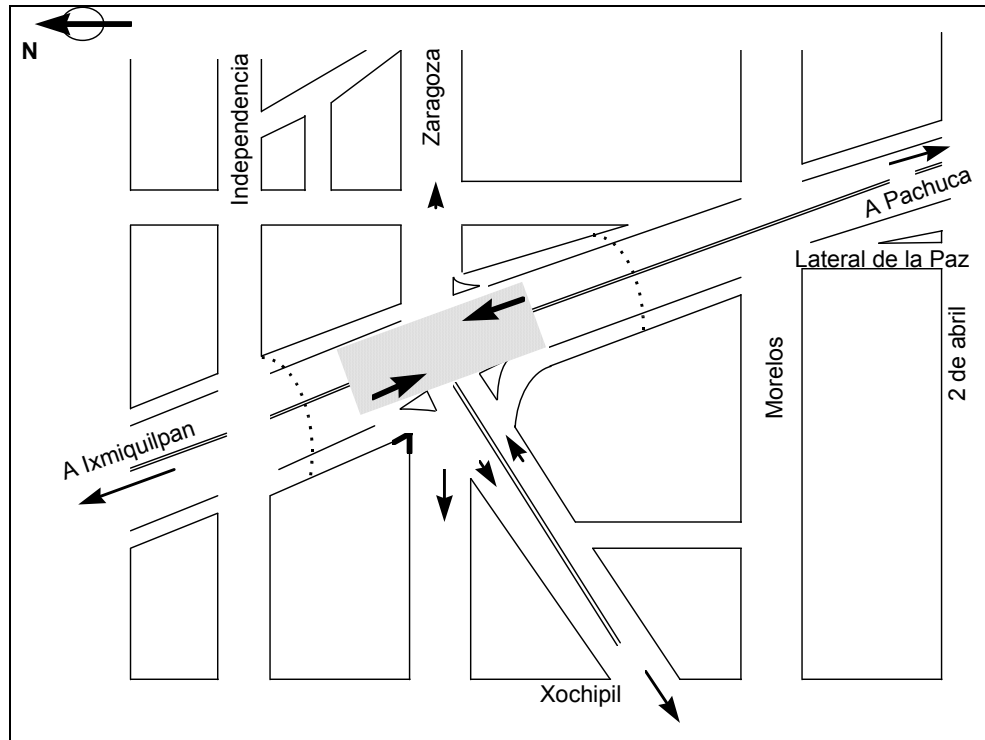 N
Independencia
Zaragoza
A Pachuca
Lateral de la Paz
Morelos
2 de abril
A Ixmiquilpan
Xochipil